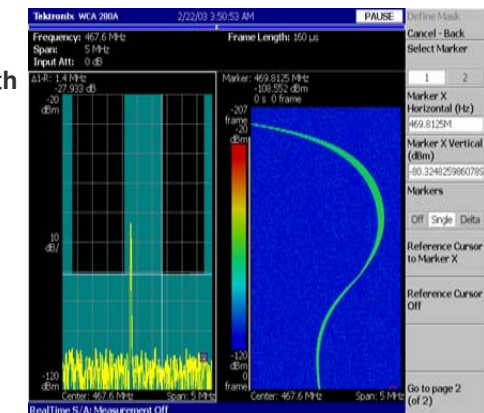 Tektronix WCA 280A 2/22/03 3:50:53 AM PAUSE
Frequency: 467.6 MHz
Span: 5 MHz
Input Att: 0 dB
Frame Length: 160 µs
Δ1-R: 1.4 MHz
-27.933 dB
-20
dBm
10
dB/
-120
dBm
Center: 467.6 MHz Span: 5 MHz
Marker: 469.8125 MHz
-108.552 dBm
0 s 0 frame
-207
frame
-20
dBm
-120
dBm
0
frame
Center: 467.6 MHz Span: 5 MHz
RealTime S/A: Measurement Off
Define Mask
Cancel - Back
Select Marker
1 2
Marker X
Horizontal (Hz)
469.8125M
Marker X Vertical
(dBm)
-80.3248259860789
Markers
Off Single Delta
Reference Cursor
to Marker X
Reference Cursor
Off
Go to page 2
(of 2)